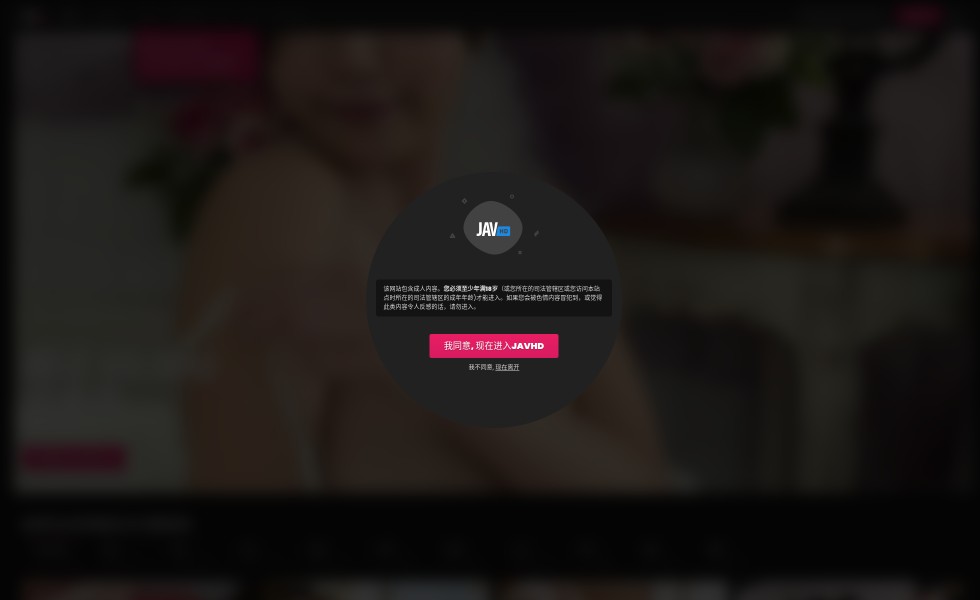 JAV HD
该网站包含成人内容。您必须至少年满18岁（或您所在的司法管辖区或您访问本站
点时所在的司法管辖区的成年年龄)才能进入。如果您会被色情内容冒犯到，或觉得
此类内容令人反感的话，请勿进入。
我同意, 现在进入JAVHD
我不同意, 现在离开